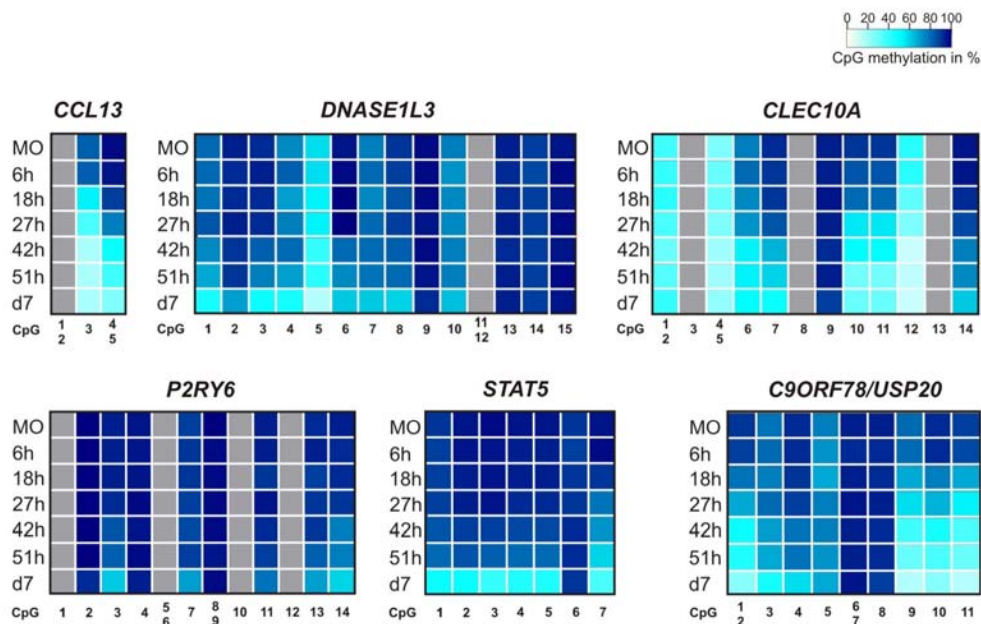 0 20 40 60 80 100
CpG methylation in %
CCL13
DNASE1L3
CLEC10A
MO
6h
18h
27h
42h
51h
d7
CpG 1 2 3 4 5
MO
6h
18h
27h
42h
51h
d7
CpG 1 2 3 4 5 6 7 8 9 10 11 12 13 14 15
MO
6h
18h
27h
42h
51h
d7
CpG 1 2 3 4 5 6 7 8 9 10 11 12 13 14
P2RY6
STAT5
C9ORF78/USP20
MO
6h
18h
27h
42h
51h
d7
CpG 1 2 3 4 5 6 7 8 9 10 11 12 13 14
MO
6h
18h
27h
42h
51h
d7
CpG 1 2 3 4 5 6 7
MO
6h
18h
27h
42h
51h
d7
CpG 1 2 3 4 5 6 7 8 9 10 11